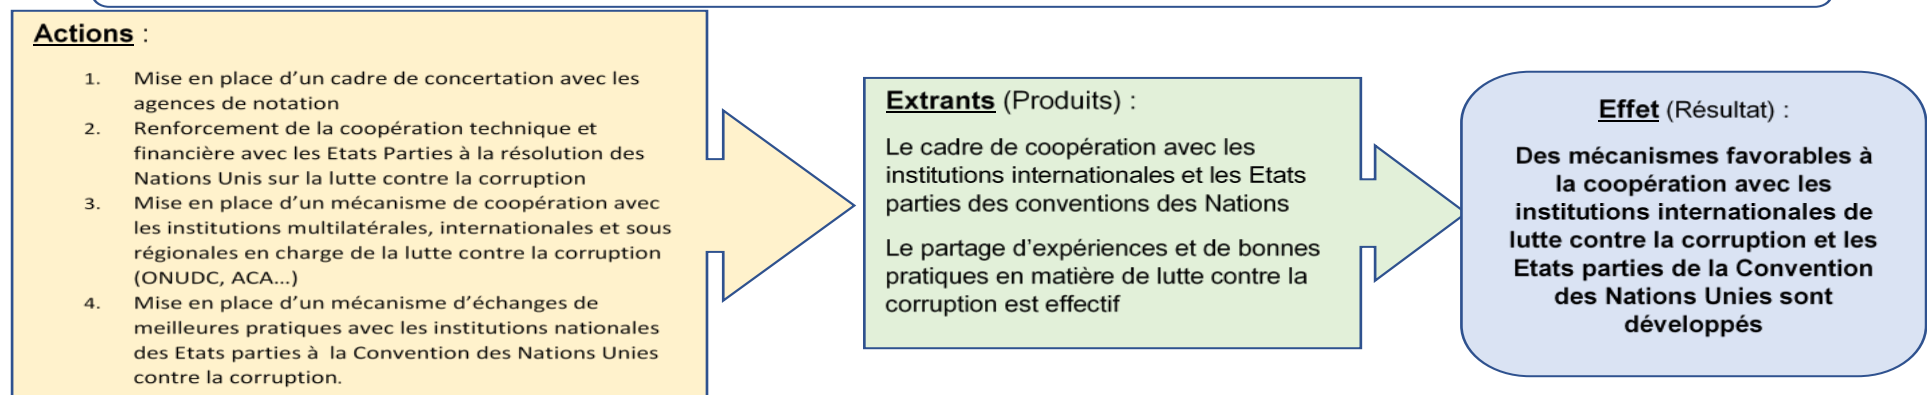 Actions :
1. Mise en place d’un cadre de concertation avec les
agences de notation
2. Renforcement de la coopération technique et
financière avec les Etats Parties à la résolution des
Nations Unis sur la lutte contre la corruption
3. Mise en place d’un mécanisme de coopération avec
les institutions multilatérales, internationales et sous
régionales en charge de la lutte contre la corruption
(ONUDC, ACA...)
4. Mise en place d’un mécanisme d’échanges de
meilleures pratiques avec les institutions nationales
des Etats parties à la Convention des Nations Unies
contre la corruption.
Extrants (Produits) :
Le cadre de coopération avec les
institutions internationales et les Etats
parties des conventions des Nations
Le partage d’expériences et de bonnes
pratiques en matière de lutte contre la
corruption est effectif
Effet (Résultat) :
Des mécanismes favorables à
la coopération avec les
institutions internationales de
lutte contre la corruption et les
Etats parties de la Convention
des Nations Unies sont
développés